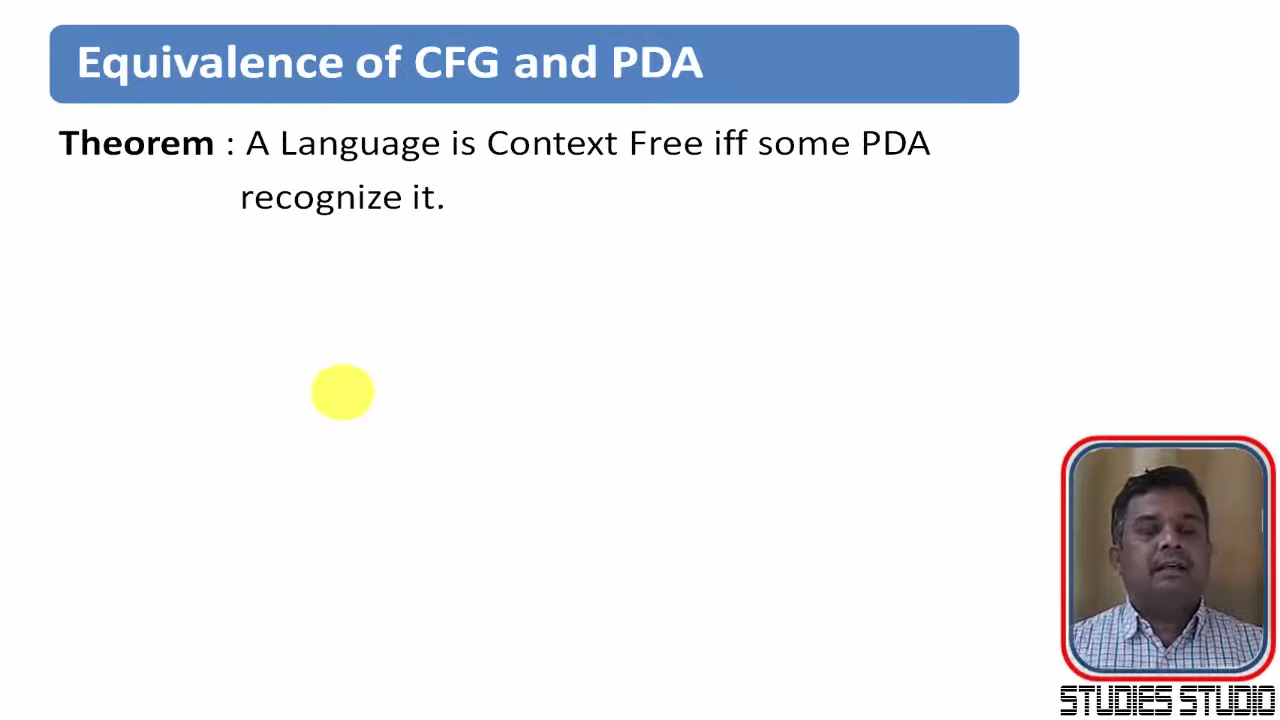 Equivalence of CFG and PDA
Theorem : A Language is Context Free iff some PDA
recognize it.
STUDIES STUDIO